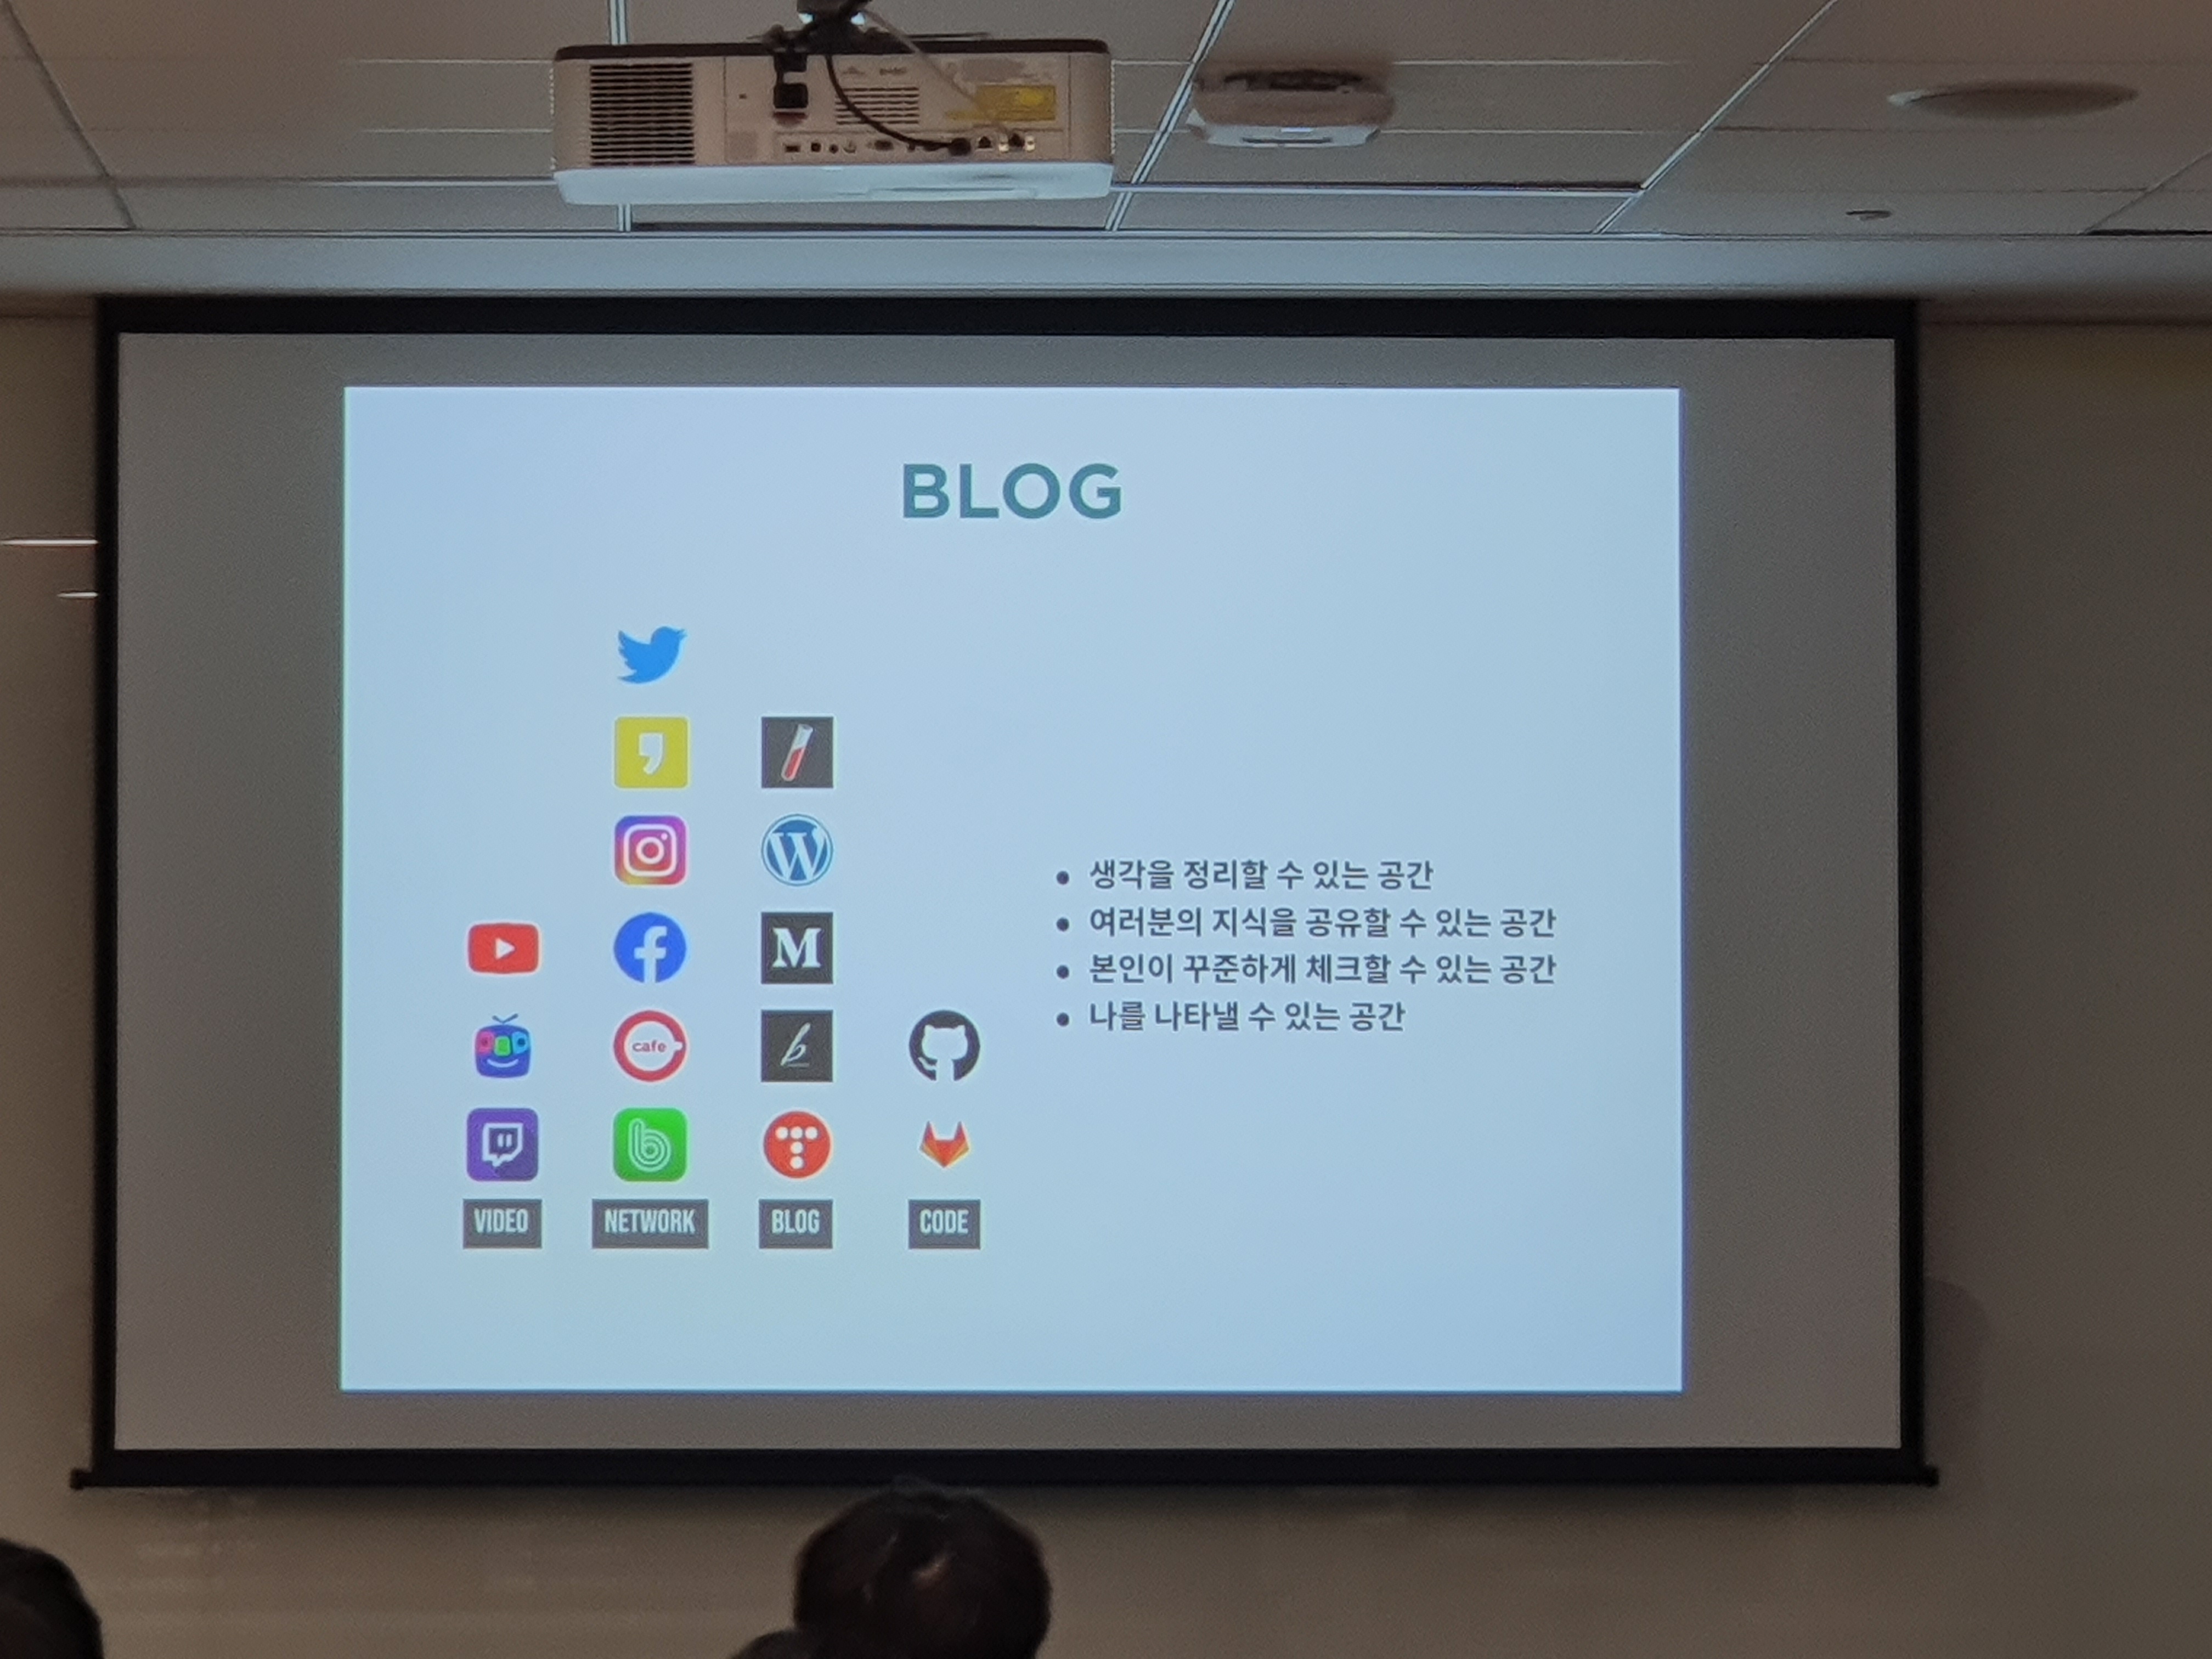 BLOG
cafe
VIDEO
NETWORK
BLOG
CODE
생각을 정리할 수 있는 공간
여러분의 지식을 공유할 수 있는 공간
본인이 꾸준하게 체크할 수 있는 공간
나를 나타낼 수 있는 공간